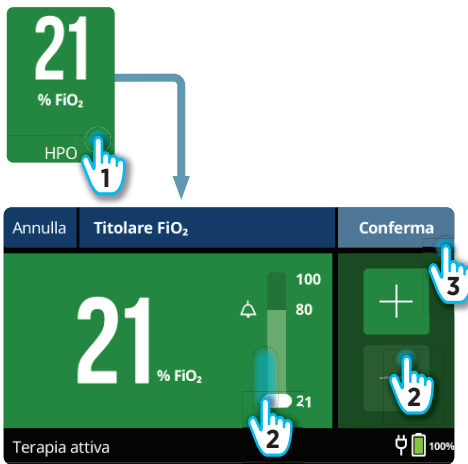 21
% FiO₂
HPO
1
Annulla Titolare FiO₂ Conferma
3
100
80
21 % FiO₂
21
2
2
Terapia attiva 100%